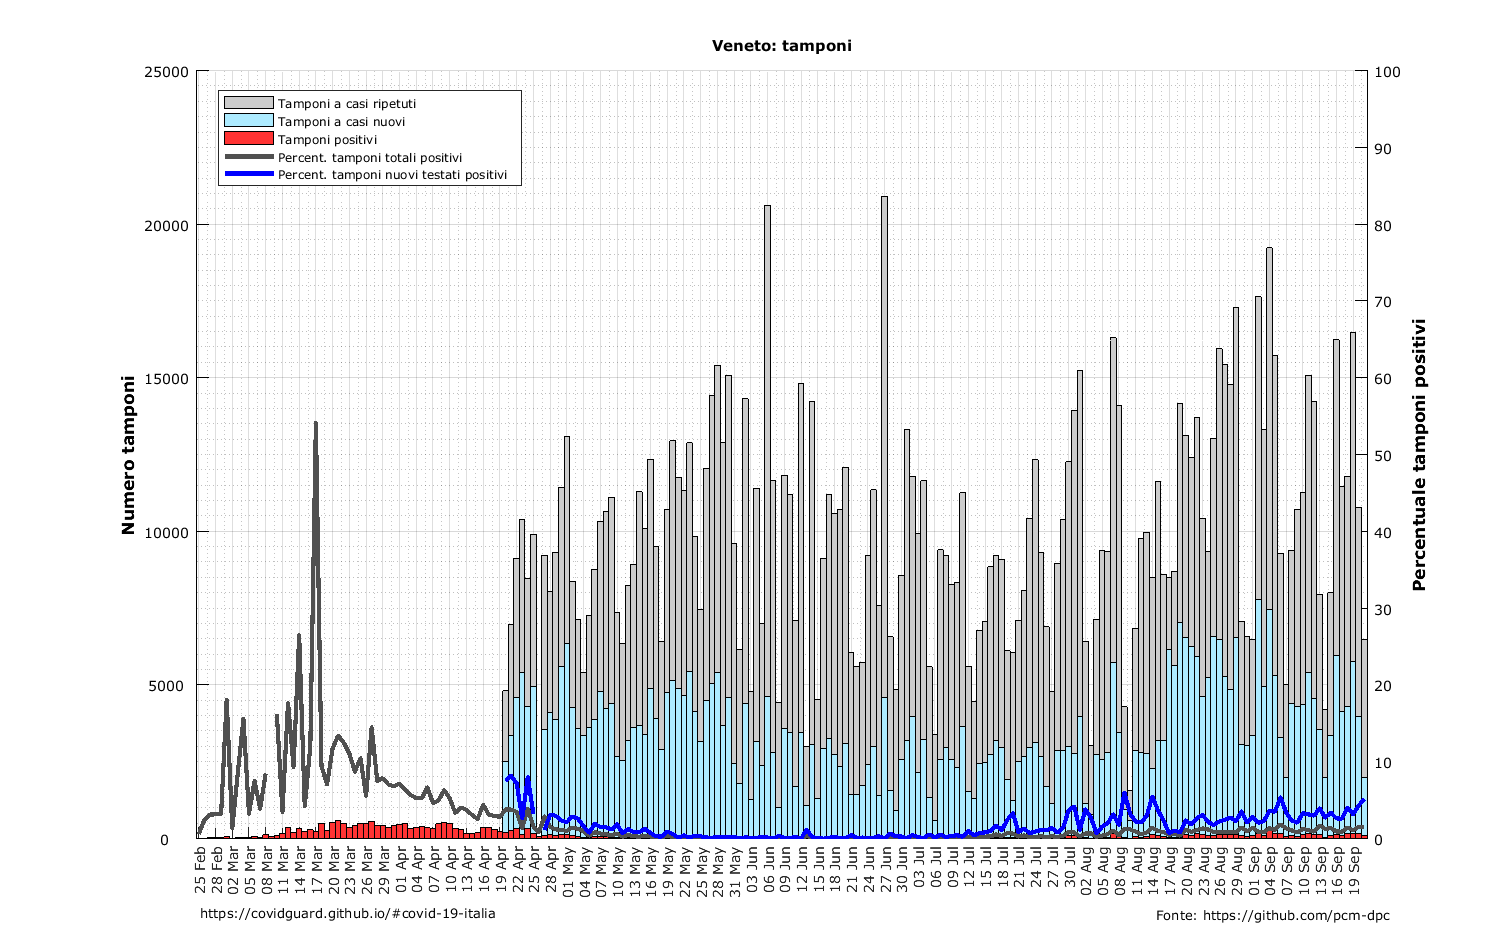 Veneto: tamponi
25000
20000
15000
10000
5000
0
Numero tamponi
Tamponi a casi ripetuti
Tamponi a casi nuovi
Tamponi positivi
Percent. tamponi totali positivi
Percent. tamponi nuovi testati positivi
100
90
80
70
60
50
40
30
20
10
0
Percentuale tamponi positivi
25 Feb
28 Feb
02 Mar
05 Mar
08 Mar
11 Mar
14 Mar
17 Mar
20 Mar
23 Mar
26 Mar
29 Mar
01 Apr
04 Apr
07 Apr
10 Apr
13 Apr
16 Apr
19 Apr
22 Apr
25 Apr
28 Apr
01 May
04 May
07 May
10 May
13 May
16 May
19 May
22 May
25 May
28 May
31 May
03 Jun
06 Jun
09 Jun
12 Jun
15 Jun
18 Jun
21 Jun
24 Jun
27 Jun
30 Jun
03 Jul
06 Jul
09 Jul
12 Jul
15 Jul
18 Jul
21 Jul
24 Jul
27 Jul
30 Jul
02 Aug
05 Aug
08 Aug
11 Aug
14 Aug
17 Aug
20 Aug
23 Aug
26 Aug
29 Aug
01 Sep
04 Sep
07 Sep
10 Sep
13 Sep
16 Sep
19 Sep
https://covidguard.github.io/#covid-19-italia
Fonte: https://github.com/pcm-dpc